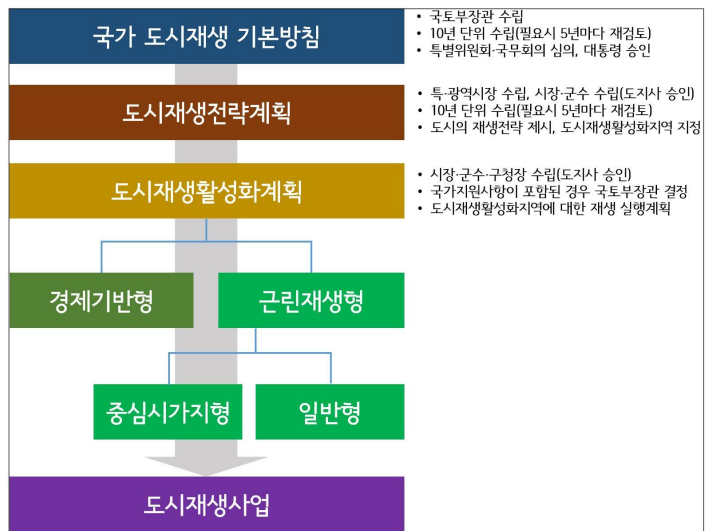 국가 도시재생 기본방침
• 국토부장관 수립
• 10년 단위 수립(필요시 5년마다 재검토)
• 특별위원회·국무회의 심의, 대통령 승인
도시재생전략계획
• 특·광역시장 수립, 시장·군수 수립(도지사 승인)
• 10년 단위 수립(필요시 5년마다 재검토)
• 도시의 재생전략 제시, 도시재생활성화지역 지정
도시재생활성화계획
• 시장·군수·구청장 수립(도지사 승인)
• 국가지원사항이 포함된 경우 국토부장관 결정
• 도시재생활성화지역에 대한 재생 실행계획
경제기반형
근린재생형
중심시가지형
일반형
도시재생사업